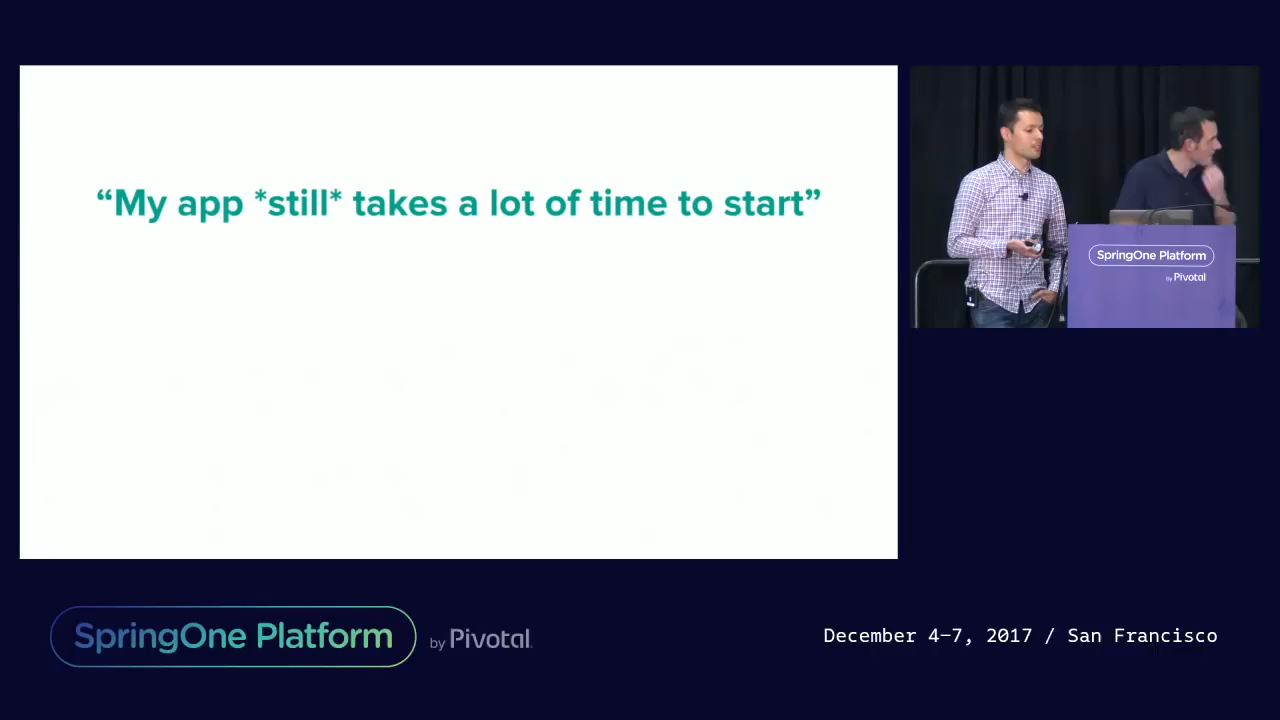 “My app *still* takes a lot of time to start”
SpringOne Platform
by Pivotal
SpringOne Platform by Pivotal.
December 4–7, 2017 / San Francisco